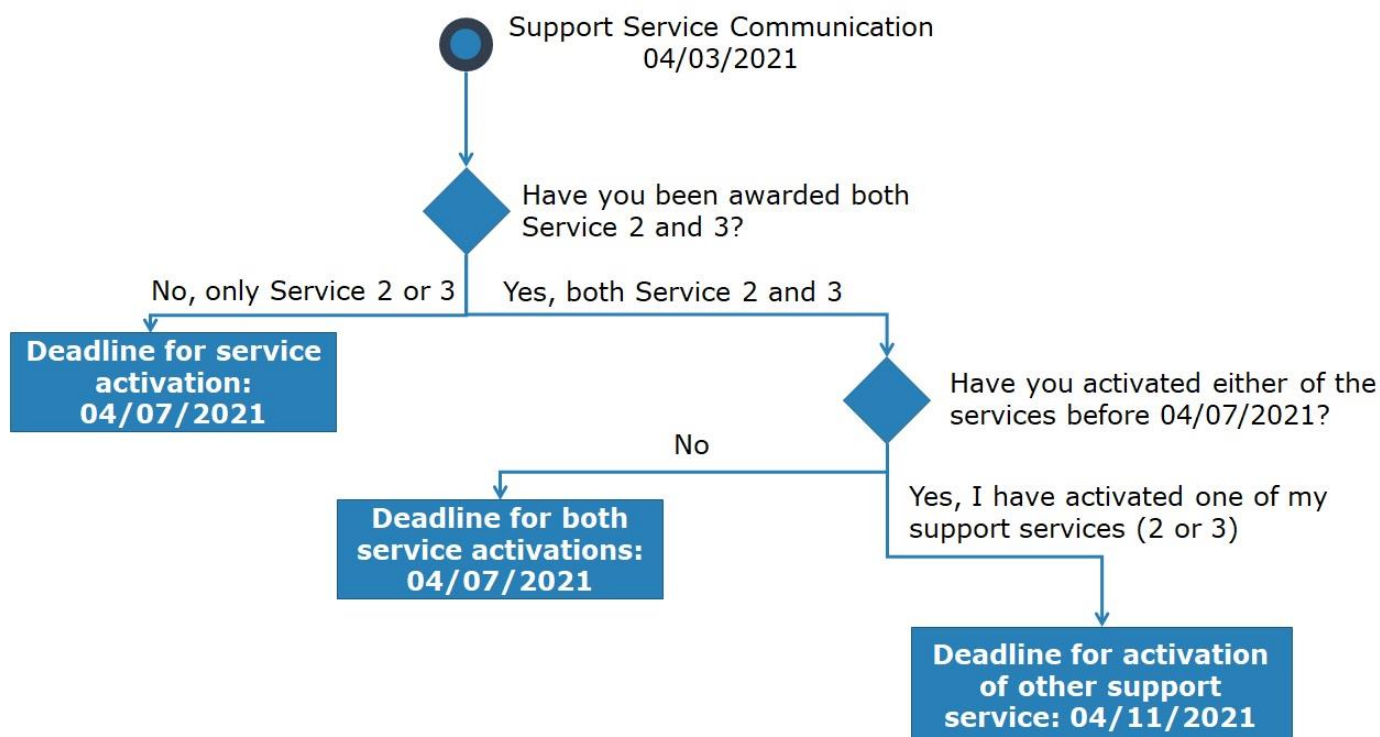 Support Service Communication
04/03/2021
Have you been awarded both
Service 2 and 3?
No, only Service 2 or 3
Yes, both Service 2 and 3
Deadline for service
activation:
04/07/2021
Have you activated either of the
services before 04/07/2021?
No
Yes, I have activated one of my
support services (2 or 3)
Deadline for both
service activations:
04/07/2021
Deadline for activation
of other support
service: 04/11/2021